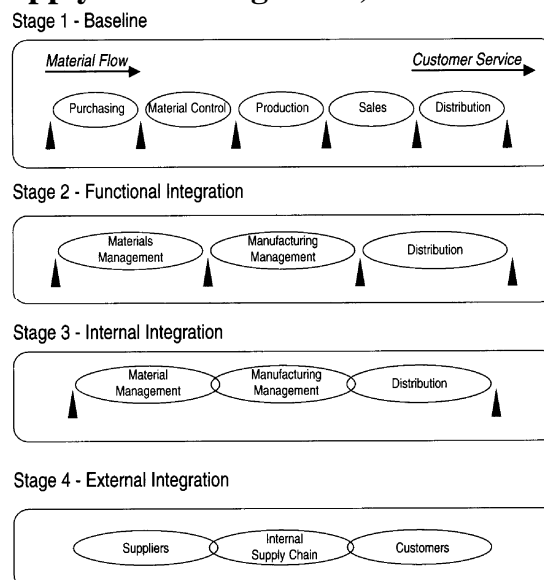 Stage 1 - Baseline
Material Flow
Customer Service
Purchasing
Material Control
Production
Sales
Distribution
Stage 2 - Functional Integration
Materials
Management
Manufacturing
Management
Distribution
Stage 3 - Internal Integration
Material
Management
Manufacturing
Management
Distribution
Stage 4 - External Integration
Suppliers
Internal
Supply Chain
Customers